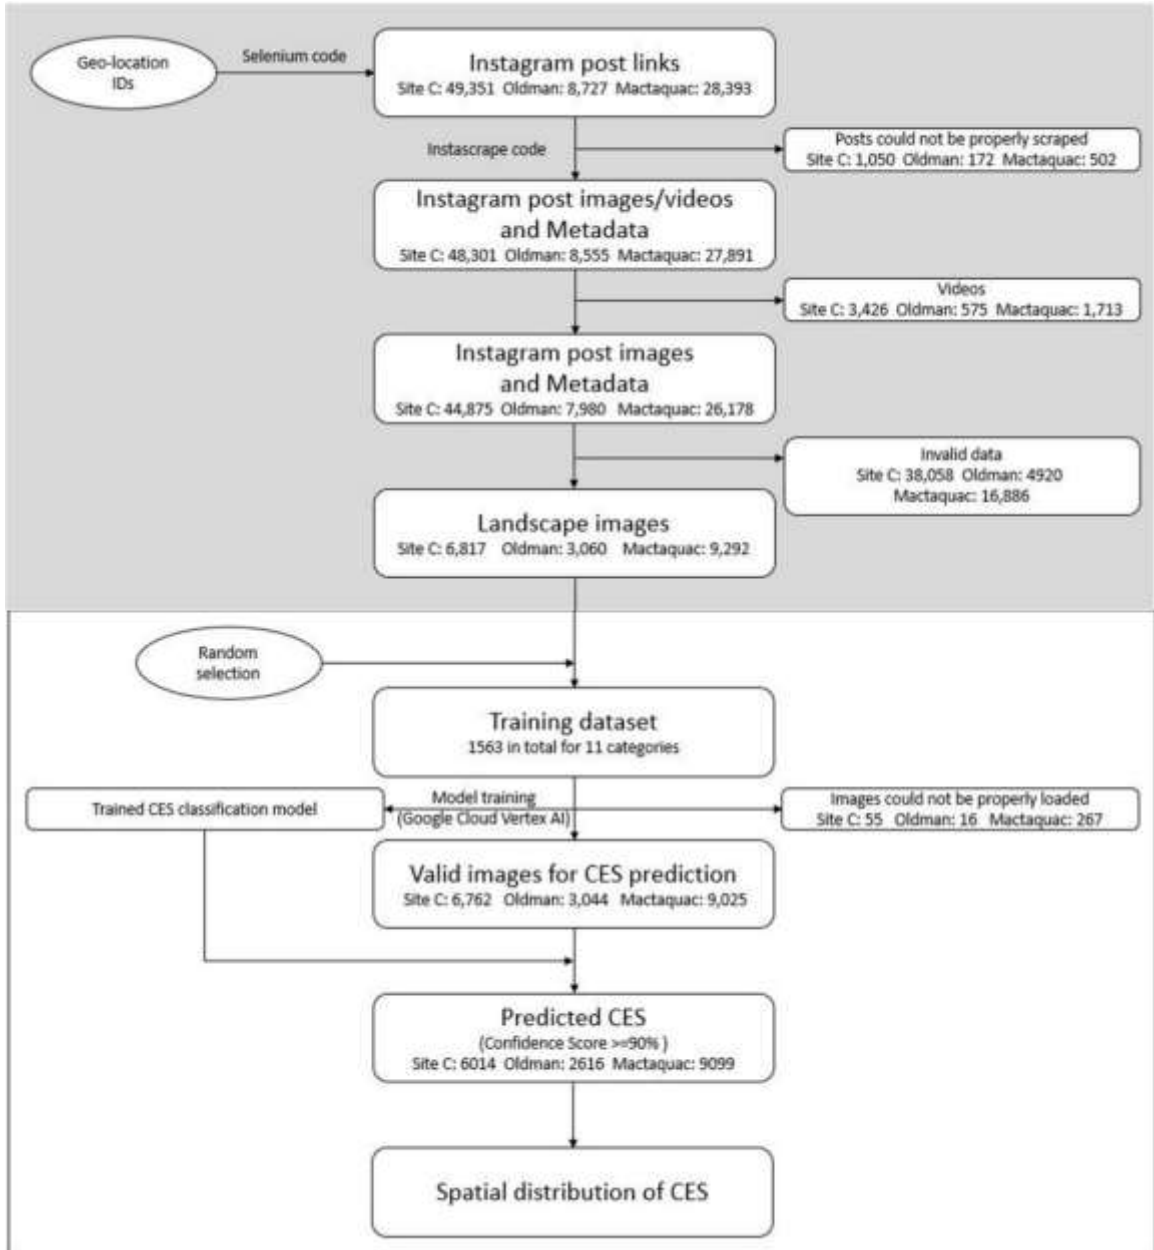 Geo-location
IDs
Selenium code
Instagram post links
Site C: 49,351 Oldman: 8,727 Mactaquac: 28,393
Instascrape code
Posts could not be properly scraped
Site C: 1,050 Oldman: 172 Mactaquac: 502
Instagram post images/videos
and Metadata
Site C: 48,301 Oldman: 8,555 Mactaquac: 27,891
Videos
Site C: 3,426 Oldman: 575 Mactaquac: 1,713
Instagram post images
and Metadata
Site C: 44,875 Oldman: 7,980 Mactaquac: 26,178
Invalid data
Site C: 38,058 Oldman: 4920
Mactaquac: 16,886
Landscape images
Site C: 6,817 Oldman: 3,060 Mactaquac: 9,292
Random
selection
Training dataset
1563 in total for 11 categories
Trained CES classification model
Model training
(Google Cloud Vertex AI)
Images could not be properly loaded
Site C: 55 Oldman: 16 Mactaquac: 267
Valid images for CES prediction
Site C: 6,762 Oldman: 3,044 Mactaquac: 9,025
Predicted CES
(Confidence Score >=90% )
Site C: 6014 Oldman: 2616 Mactaquac: 9099
Spatial distribution of CES